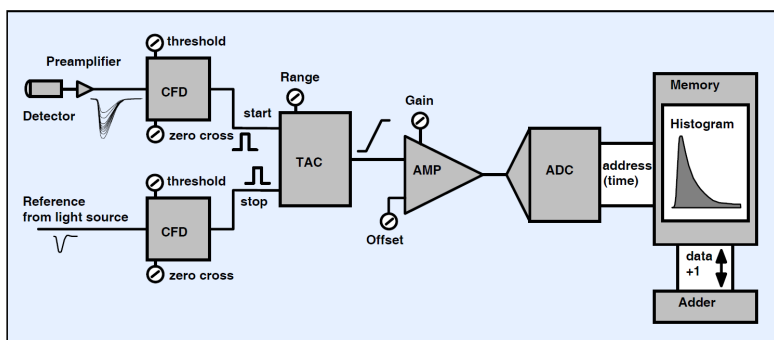 Preamplifier
Detector
threshold
CFD
zero cross
start
Range
TAC
stop
Reference
from light source
threshold
CFD
zero cross
Gain
AMP
Offset
ADC
address
(time)
Memory
Histogram
data
+1
Adder